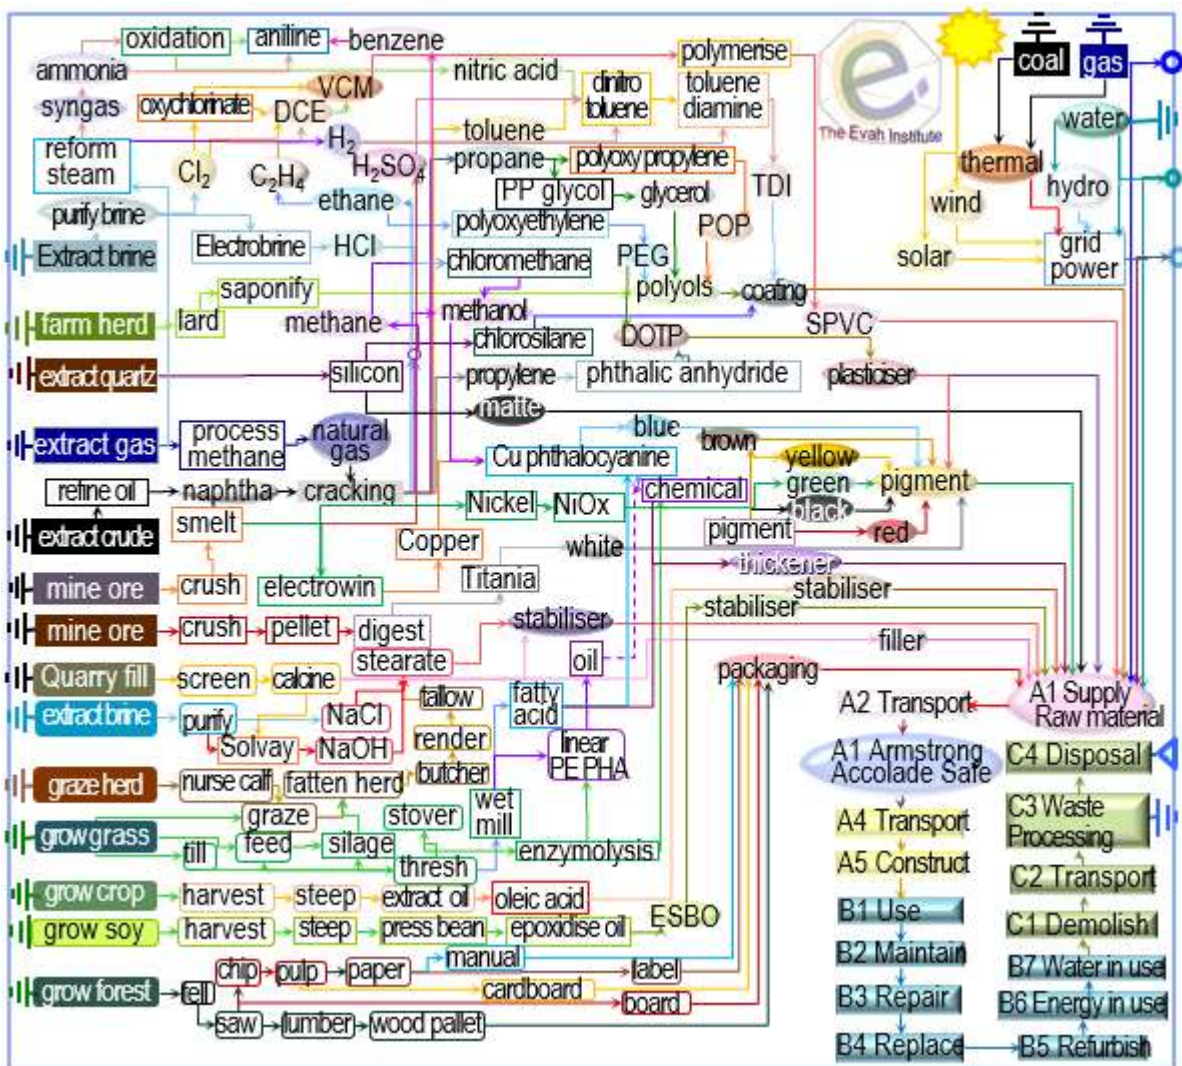 oxidation aniline benzene
polymerise
ammonia nitric acid
coal gas
VCM dinitro
toluene toluene
diamine
syngas oxychlorinate DCE
The Evah Institute
water
reform
steam
H2 toluene
Cl2 C2H4 H2SO4 propane polyoxy propylene TDI
thermal
hydro
ethane PP glycol glycerol
wind
purify brine polyoxyethylene POP
Extract brine Electrobrine HCl chloromethane PEG
solar grid
power
saponify polyols coating
farm herd lard methane methanol SPVC
chlorosilane DOTP
extract quartz silicon propylene phthalic anhydride plasticiser
matte
extract gas process
methane natural
gas
blue brown
Cu phthalocyanine yellow
refine oil naphtha cracking chemical green pigment
Nickel NiOx black
extract crude smelt Copper pigment red
white
thickener
mine ore crush electrowin Titania stabiliser
stabiliser
mine ore crush pellet digest stabiliser
filler
stearate oil
Quarry fill screen calcine packaging
extract brine purify NaCl tallow fatty
acid
A2 Transport A1 Supply
Raw material
Solvay NaOH render linear
PE PHA
A1 Armstrong
Accolade Safe
C4 Disposal
graze herd nurse calf fatten herd butcher
graze stover wet
mill
A4 Transport C3 Waste
Processing
grow grass till feed silage
thresh enzymolysis
A5 Construct
C2 Transport
grow crop harvest steep extract oil oleic acid
B1 Use C1 Demolish
grow soy harvest steep press bean epoxidise oil ESBO
B2 Maintain B7 Water in use
manual
chip pulp paper label
grow forest fell cardboard
board
B3 Repair B6 Energy in use
saw lumber wood pallet
B4 Replace B5 Refurbish